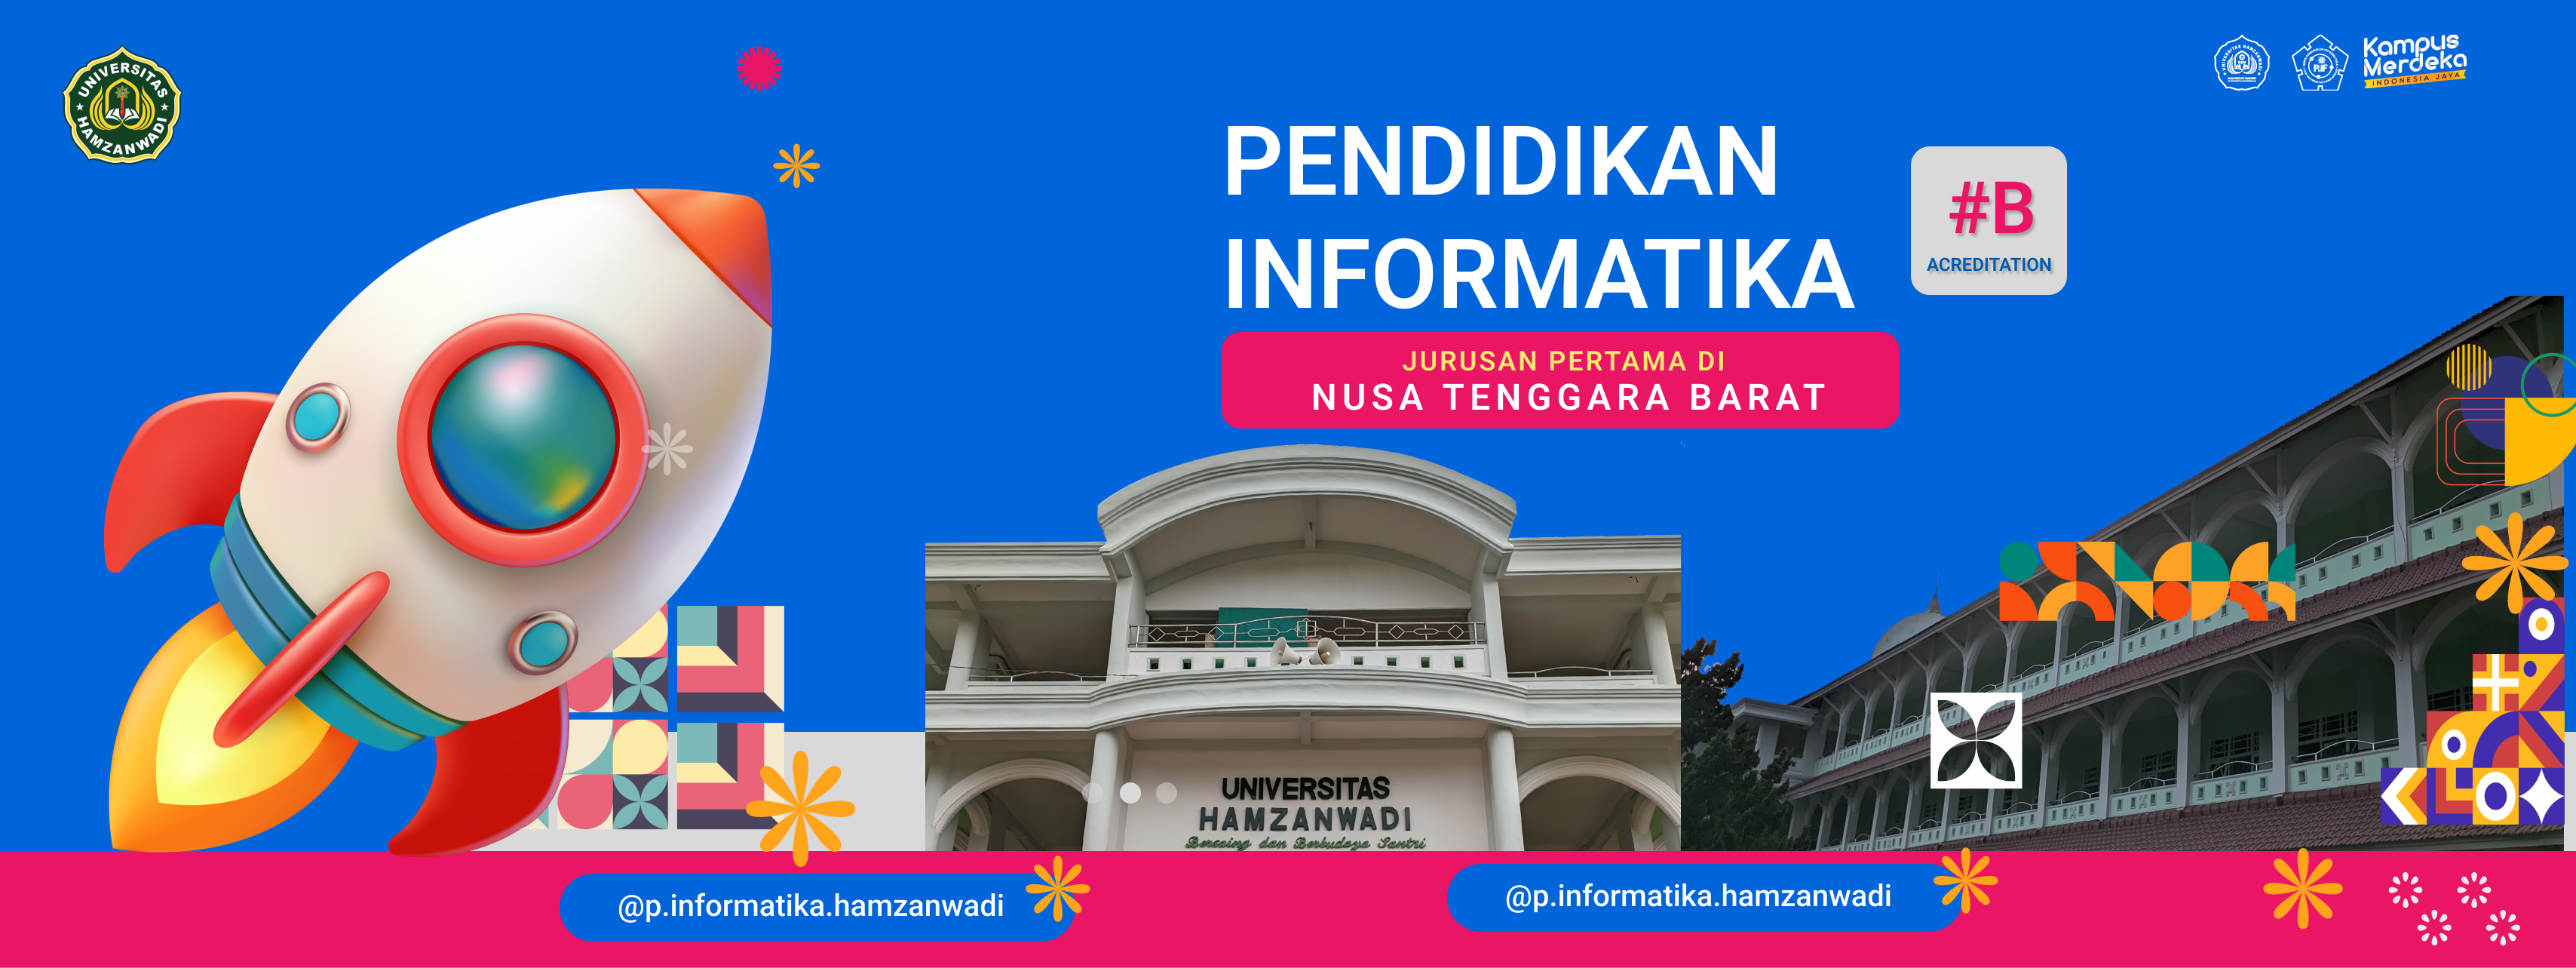 UNIVERSITAS
HAMZANWADI
Kampus
Merdeka
INDONESIA JAYA
PENDIDIKAN
INFORMATIKA
#B
ACREDITATION
JURUSAN PERTAMA DI
NUSA TENGGARA BARAT
UNIVERSITAS
HAMZANWADI
Bersaing dan Berbudaya Santri
@p.informatika.hamzanwadi
@p.informatika.hamzanwadi